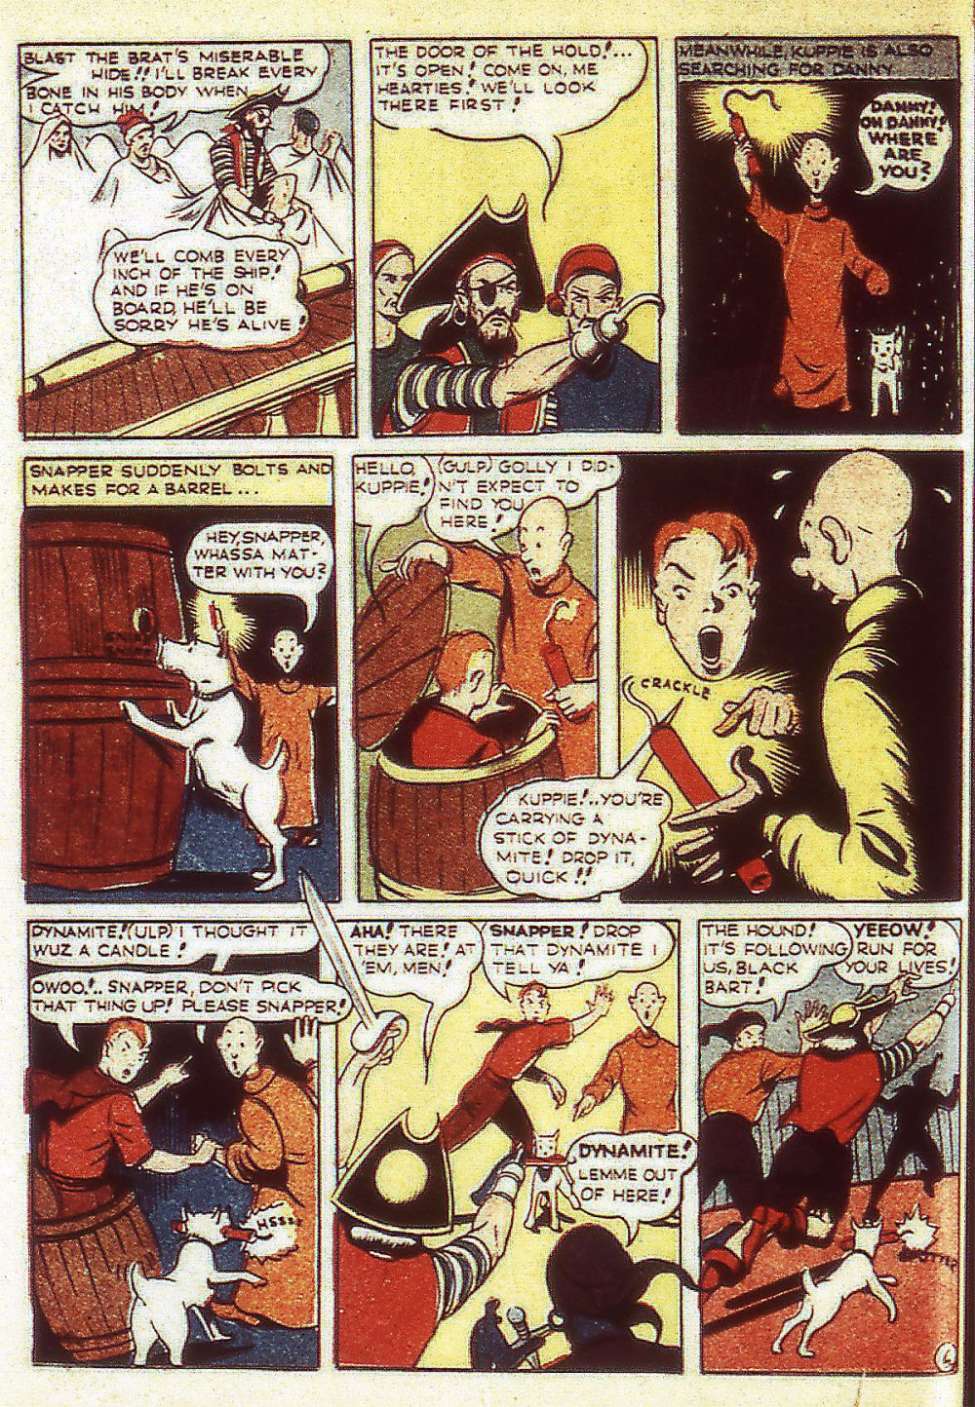 BLAST THE BRAT'S MISERABLE
HIDE!! I'LL BREAK EVERY
BONE IN HIS BODY WHEN
I CATCH HIM!
WE'LL COMB EVERY
INCH OF THE SHIP!
AND IF HE'S ON
BOARD, HE'LL BE
SORRY HE'S ALIVE!
THE DOOR OF THE HOLD!...
IT'S OPEN! COME ON, ME
HEARTIES! WE'LL LOOK
THERE FIRST!
MEANWHILE, KUPPIE IS ALSO
SEARCHING FOR DANNY
DANNY!
OH DANNY!
WHERE
ARE
YOU?
SNAPPER SUDDENLY BOLTS AND
MAKES FOR A BARREL...
HEY, SNAPPER,
WHASSA MAT-
TER WITH YOU?
SNIFF
SNIFF
HELLO,
KUPPIE!
(GULP) GOLLY I DID-
N'T EXPECT TO
FIND YOU
HERE!
CRACKLE
KUPPIE!..YOU'RE
CARRYING A
STICK OF DYNA-
MITE! DROP IT,
QUICK!!
DYNAMITE! (ULP) I THOUGHT IT
WUZ A CANDLE!
OWOO!.. SNAPPER, DON'T PICK
THAT THING UP! PLEASE SNAPPER!
HSSSS
AHA! THERE
THEY ARE! AT
'EM, MEN!
SNAPPER! DROP
THAT DYNAMITE I
TELL YA!
DYNAMITE!
LEMME OUT
OF HERE!
THE HOUND!
IT'S FOLLOWING
US, BLACK
BART!
YEEOW!
RUN FOR
YOUR LIVES!
6